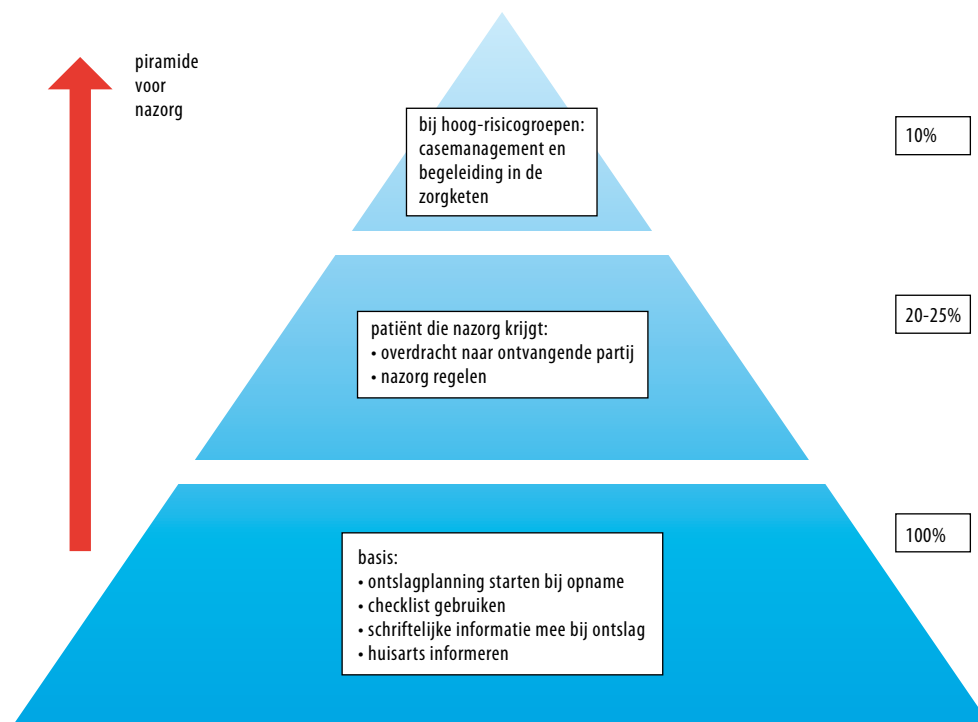 piramide
voor
nazorg
bij hoog-risicogroepen:
casemanagement en
begeleiding in de
zorgketen
10%
patiënt die nazorg krijgt:
• overdracht naar ontvangende partij
• nazorg regelen
20-25%
100%
basis:
• ontslagplanning starten bij opname
• checklist gebruiken
• schriftelijke informatie mee bij ontslag
• huisarts informeren